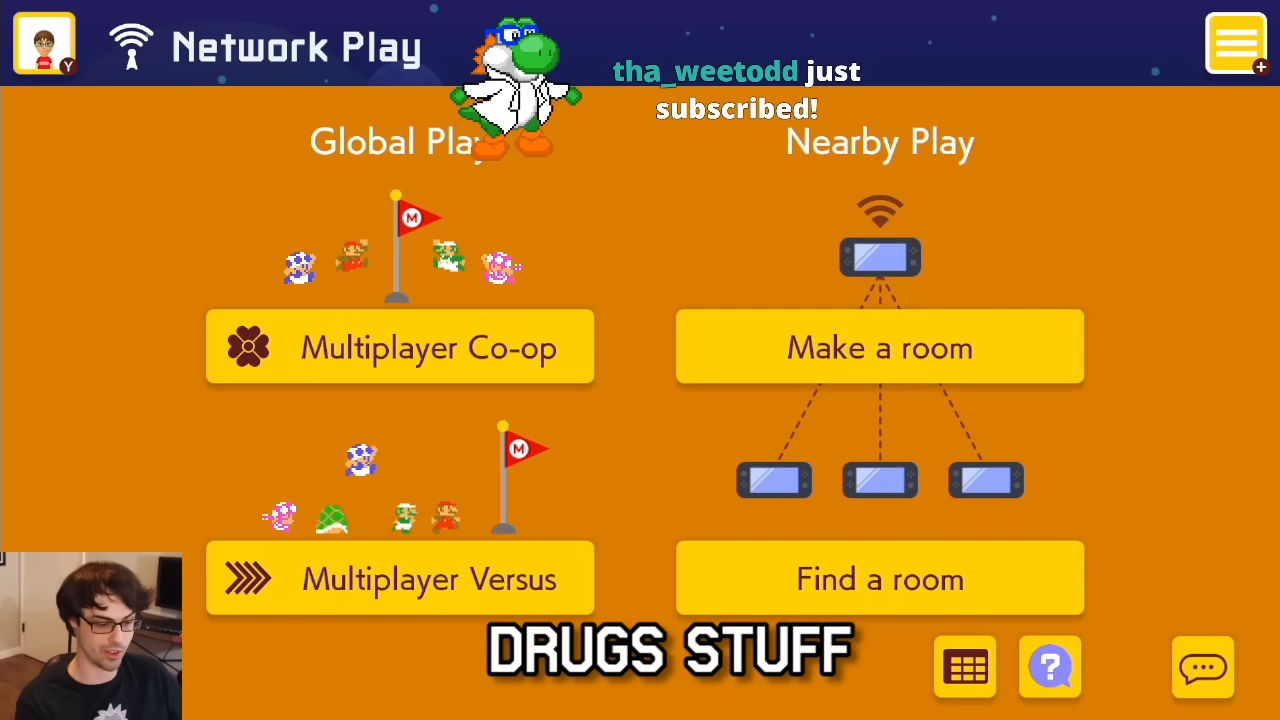 Y
Network Play
tha_weetodd just
subscribed!
+
Global Play
Nearby Play
M
Multiplayer Co-op
Make a room
M
Multiplayer Versus
Find a room
DRUGS STUFF
?